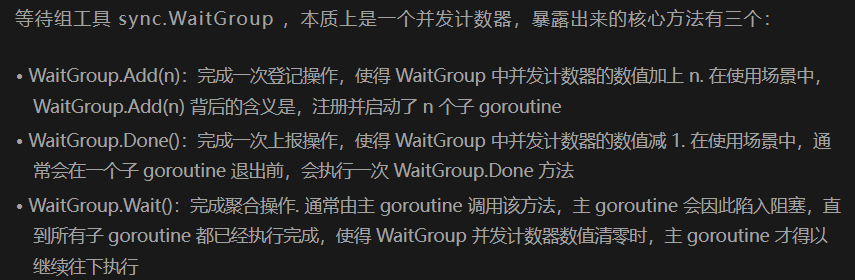 等待组工具 sync.WaitGroup ，本质上是一个并发计数器，暴露出来的核心方法有三个：
• WaitGroup.Add(n)：完成一次登记操作，使得 WaitGroup 中并发计数器的数值加上 n. 在使用场景中，
WaitGroup.Add(n) 背后的含义是，注册并启动了 n 个子 goroutine
• WaitGroup.Done()：完成一次上报操作，使得 WaitGroup 中并发计数器的数值减 1. 在使用场景中，通
常会在一个子 goroutine 退出前，会执行一次 WaitGroup.Done 方法
• WaitGroup.Wait()：完成聚合操作. 通常由主 goroutine 调用该方法，主 goroutine 会因此陷入阻塞，直
到所有子 goroutine 都已经执行完成，使得 WaitGroup 并发计数器数值清零时，主 goroutine 才得以
继续往下执行